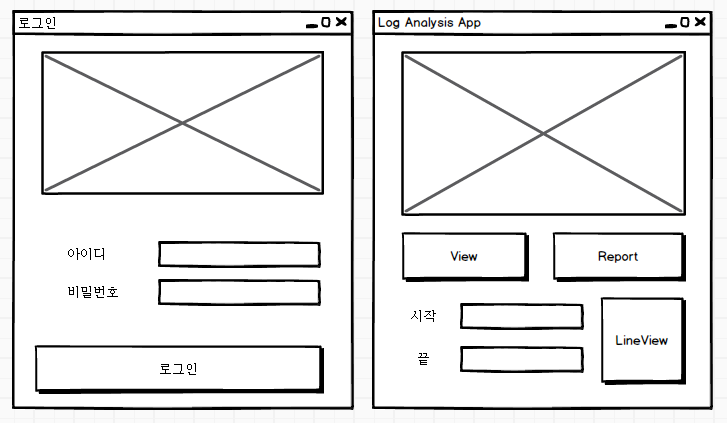 로그인
아이디
비밀번호
로그인
Log Analysis App
View
Report
시작
끝
LineView